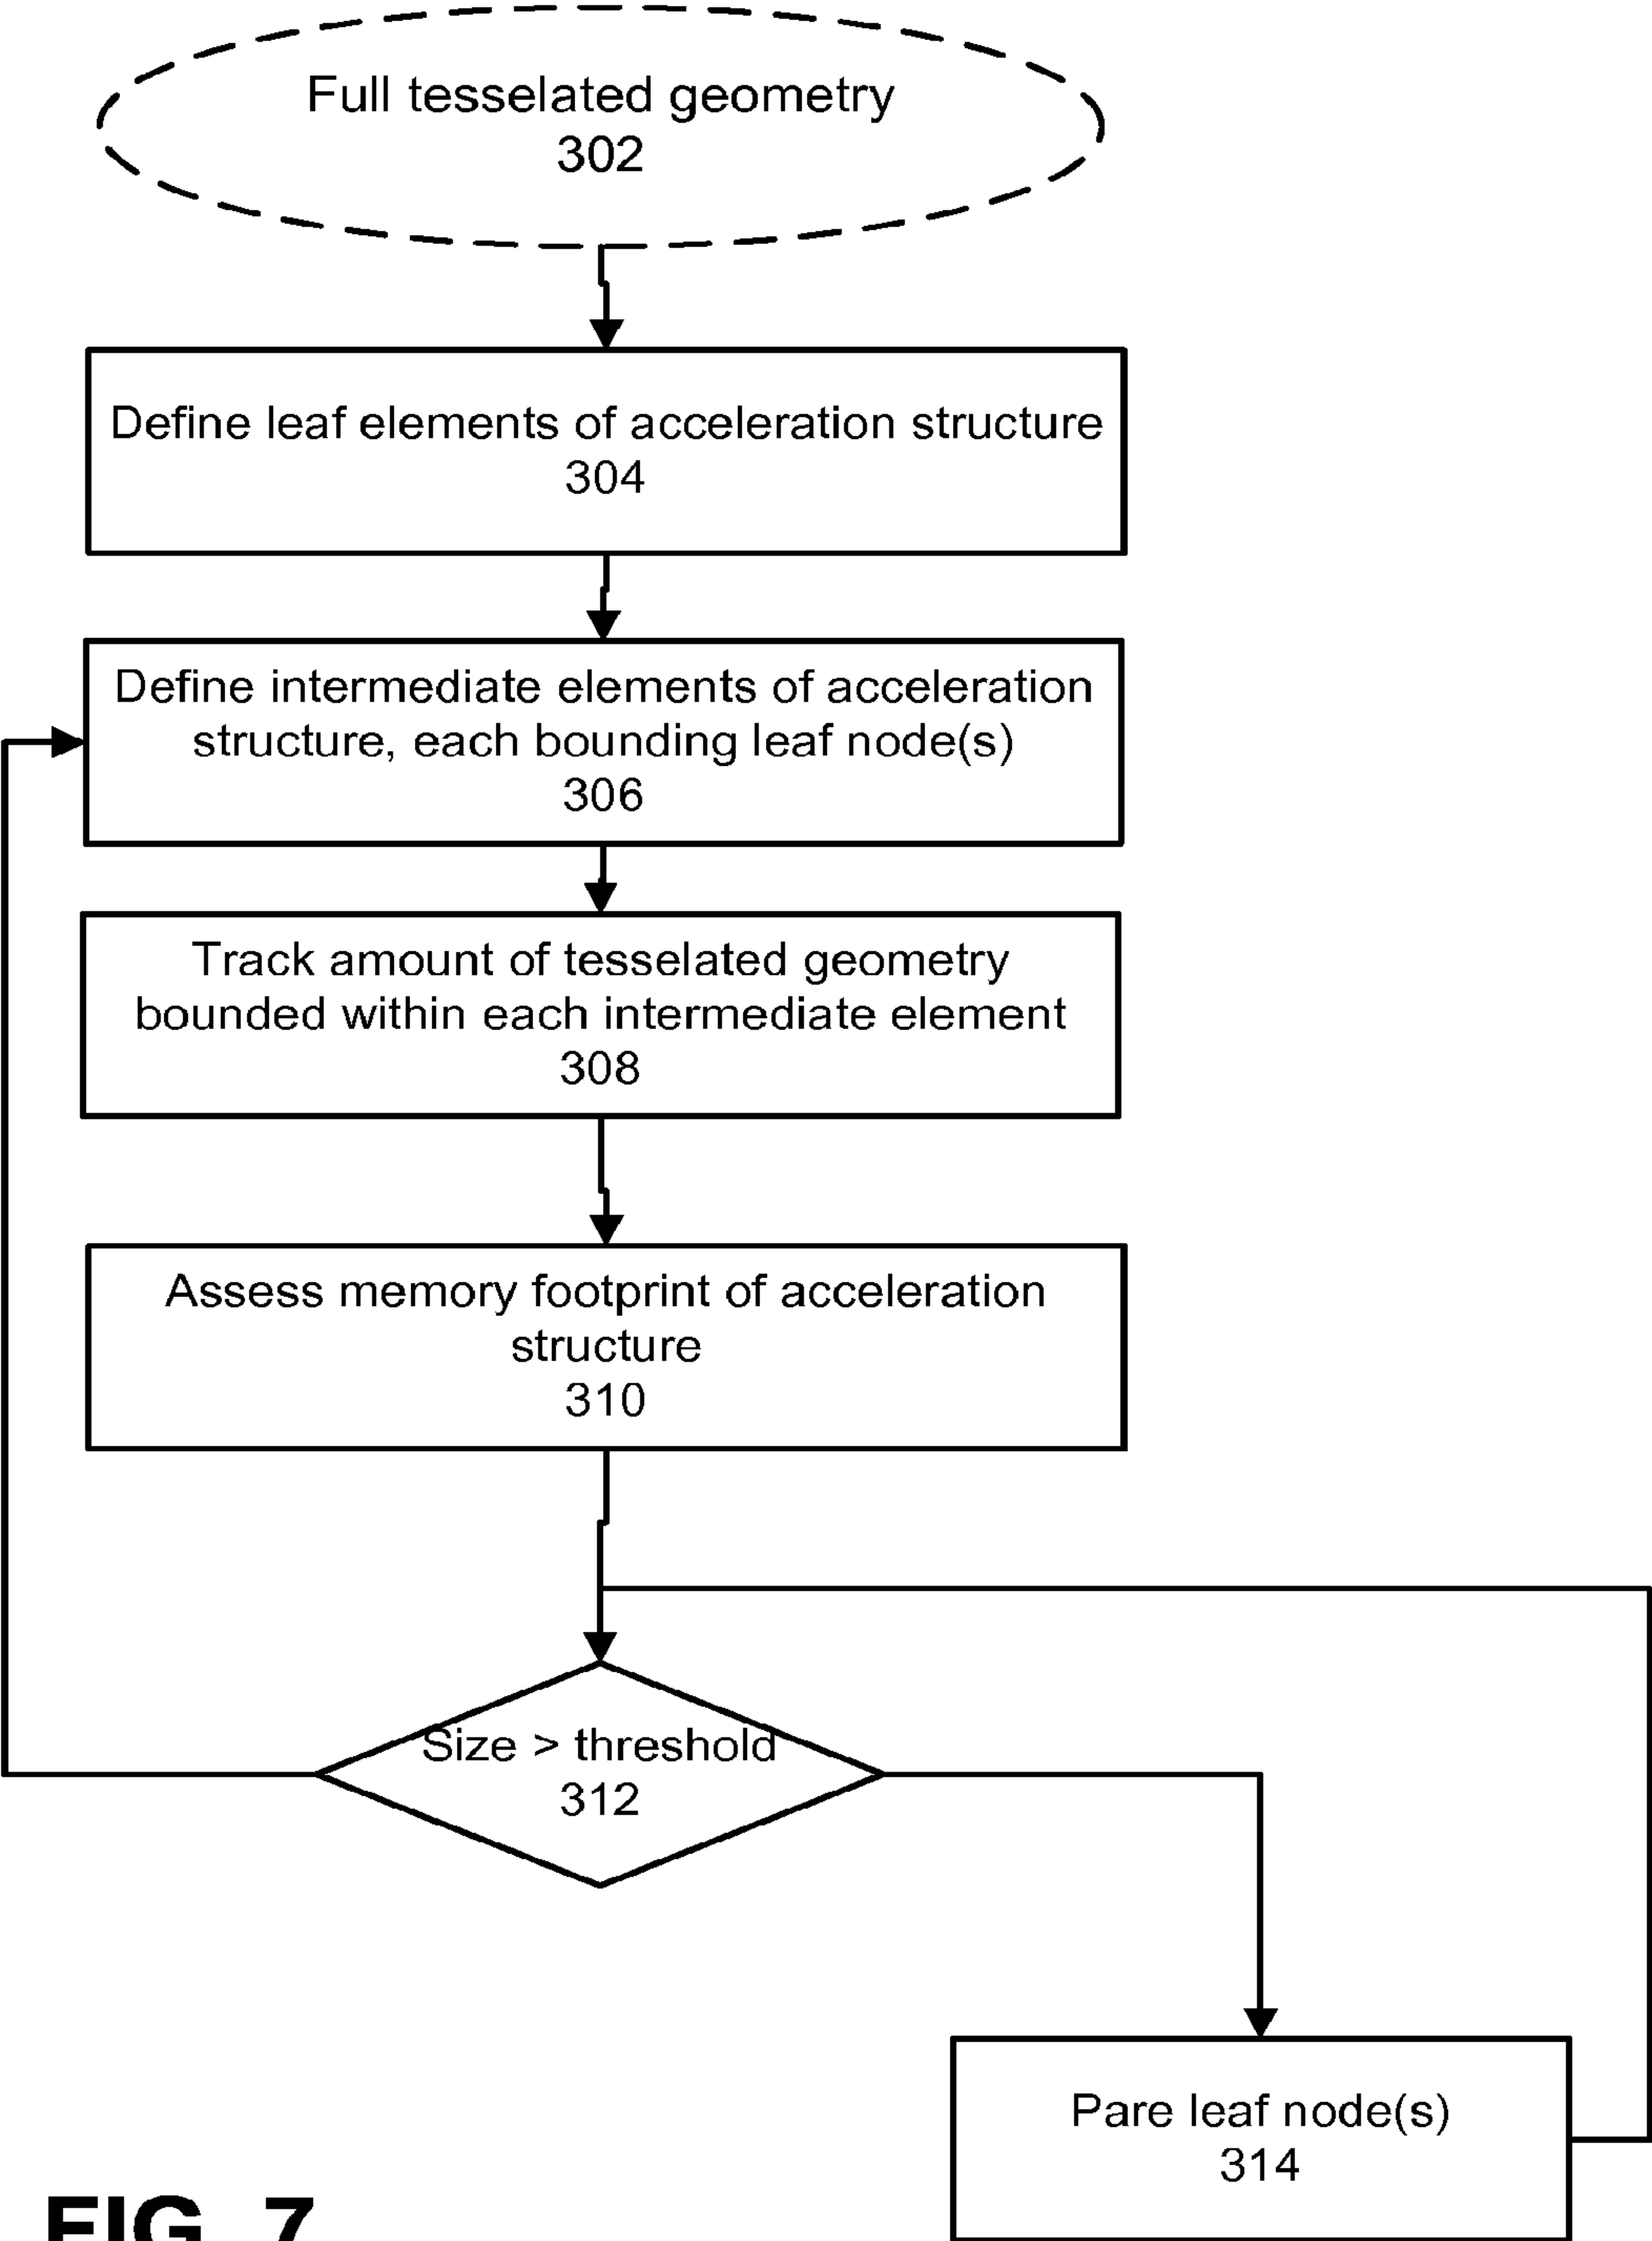 Full tesselated geometry
302
Define leaf elements of acceleration structure
304
Define intermediate elements of acceleration
structure, each bounding leaf node(s)
306
Track amount of tesselated geometry
bounded within each intermediate element
308
Assess memory footprint of acceleration
structure
310
Size > threshold
312
Pare leaf node(s)
314
FIG. 7